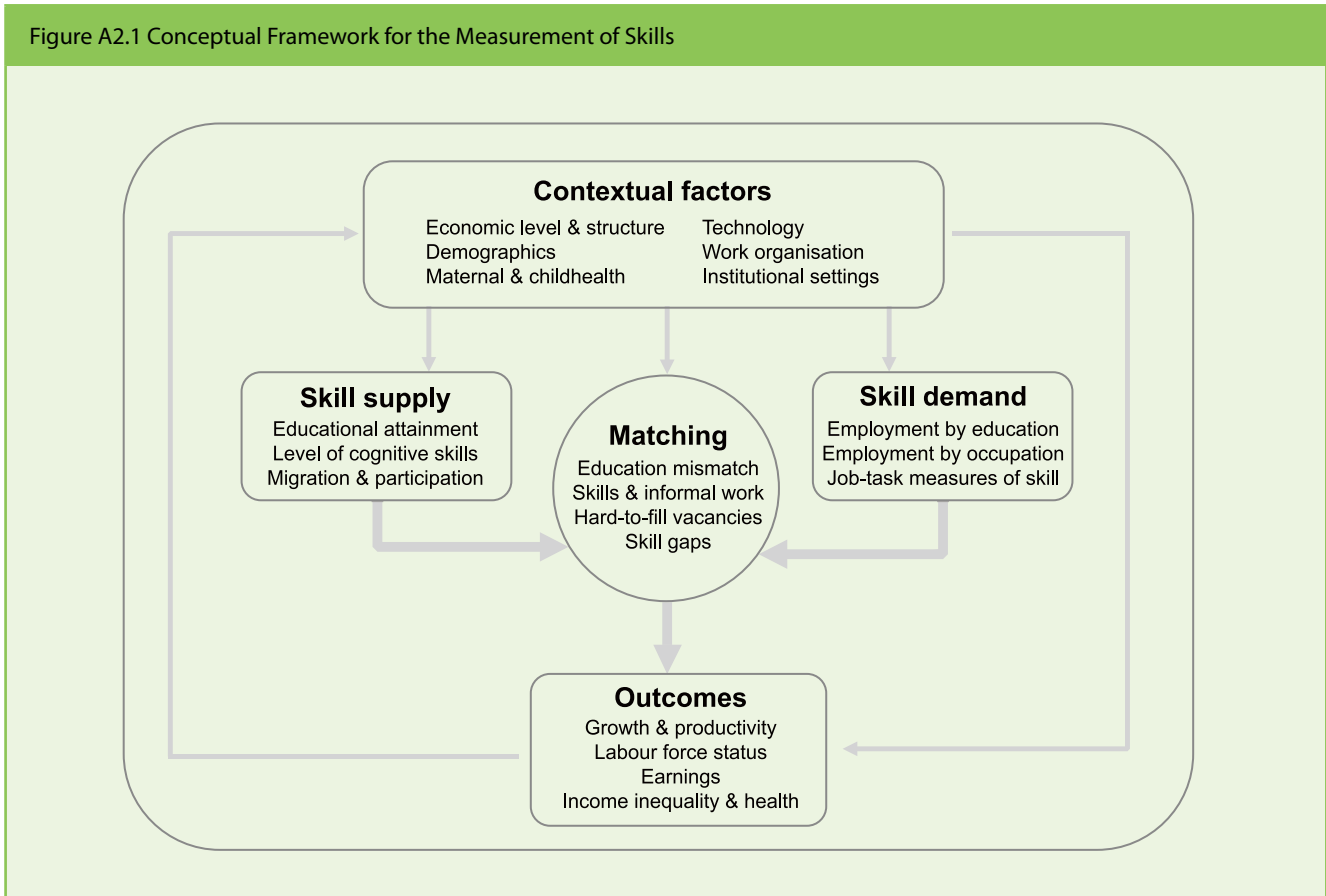 Figure A2.1 Conceptual Framework for the Measurement of Skills
Contextual factors
Economic level & structure
Demographics
Maternal & childhealth
Technology
Work organisation
Institutional settings
Skill supply
Educational attainment
Level of cognitive skills
Migration & participation
Matching
Education mismatch
Skills & informal work
Hard-to-fill vacancies
Skill gaps
Skill demand
Employment by education
Employment by occupation
Job-task measures of skill
Outcomes
Growth & productivity
Labour force status
Earnings
Income inequality & health